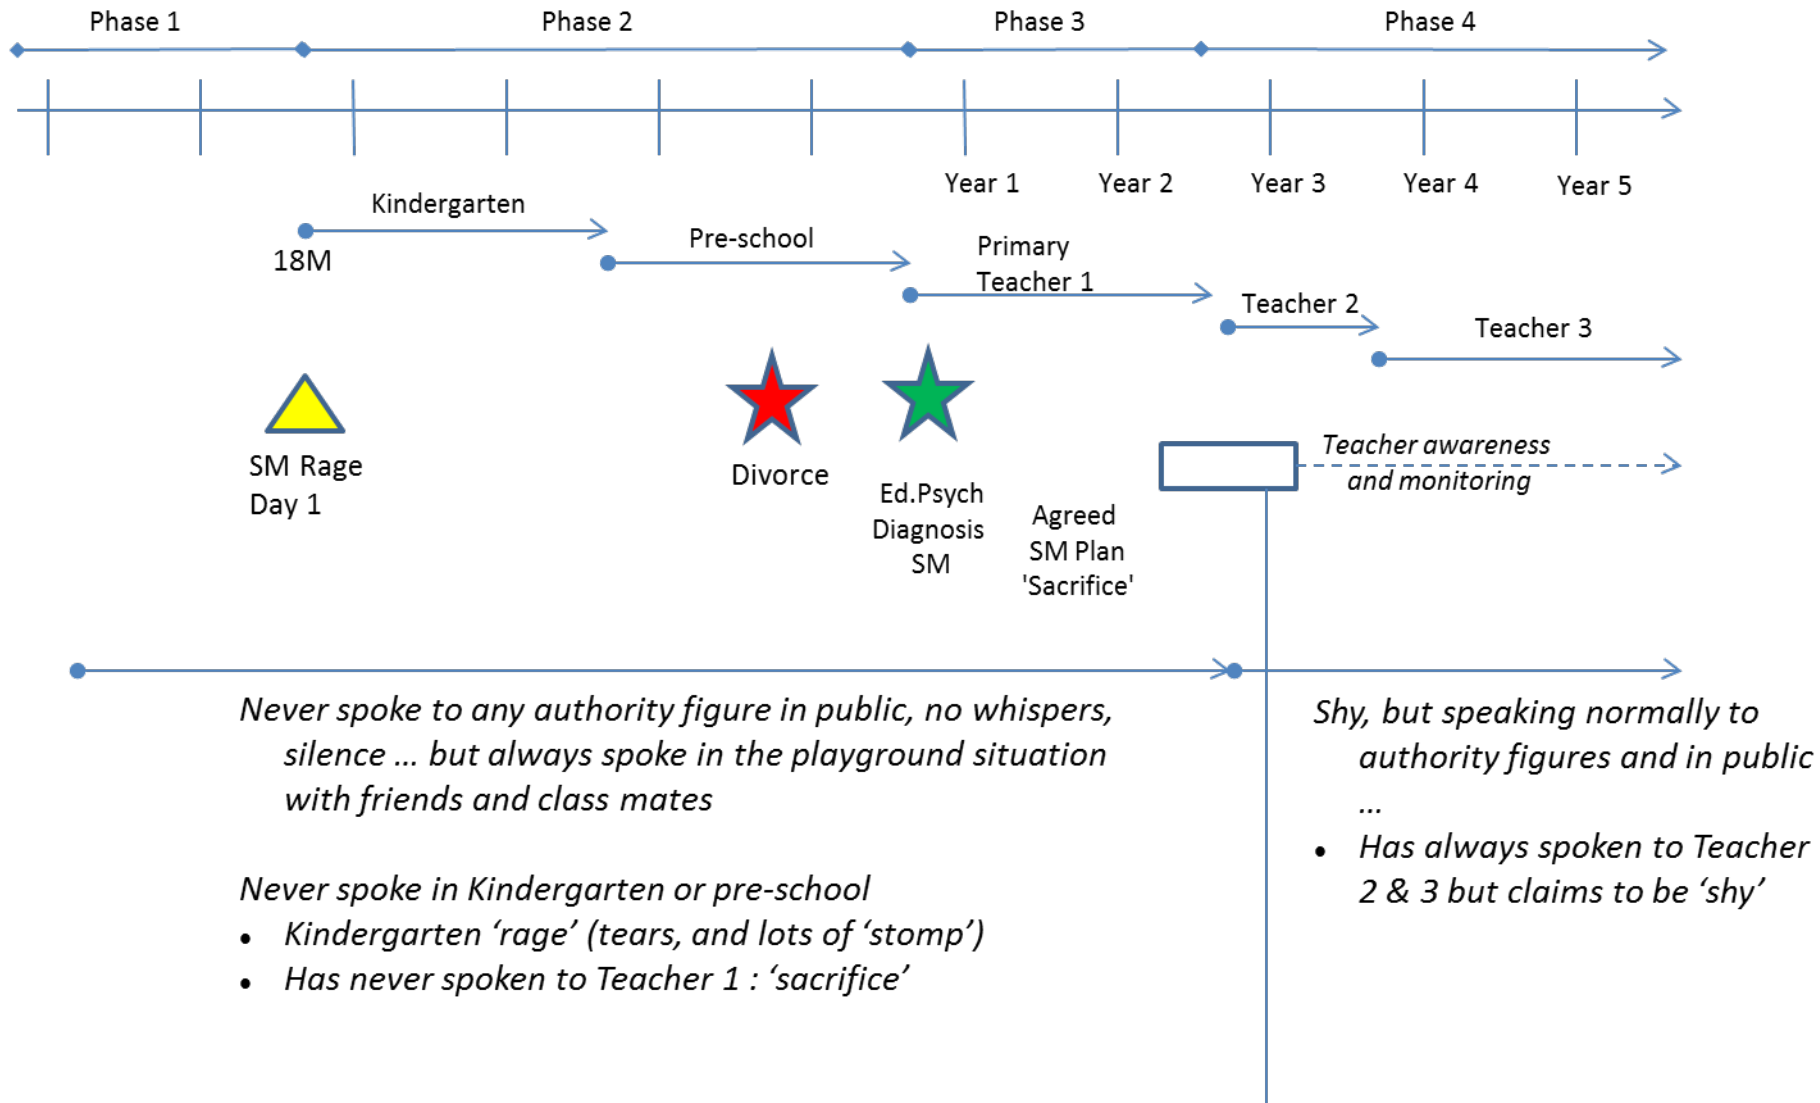 Phase 1
Phase 2
Phase 3
Phase 4
Year 1
Year 2
Year 3
Year 4
Year 5
Kindergarten
18M
Pre-school
Primary
Teacher 1
Teacher 2
Teacher 3
SM Rage
Day 1
Divorce
Ed.Psych
Diagnosis
SM
Agreed
SM Plan
'Sacrifice'
Teacher awareness
and monitoring
Never spoke to any authority figure in public, no whispers,
silence ... but always spoke in the playground situation
with friends and class mates
Never spoke in Kindergarten or pre-school
• Kindergarten ‘rage’ (tears, and lots of ‘stomp’)
• Has never spoken to Teacher 1 : ‘sacrifice’
Shy, but speaking normally to
authority figures and in public
...
• Has always spoken to Teacher
2 & 3 but claims to be ‘shy’